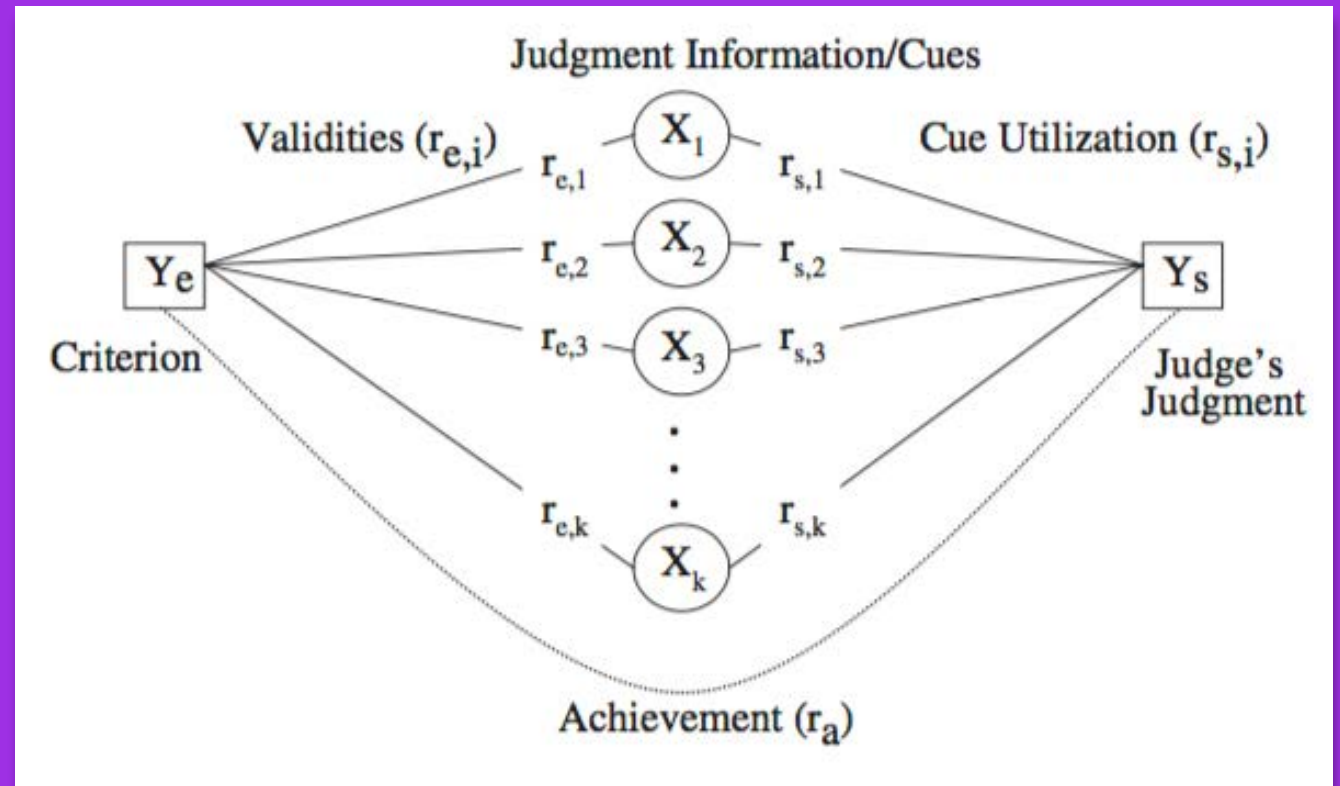 Judgment Information/Cues
Validities (rₑ,ᵢ)
Cue Utilization (rₛ,ᵢ)
X₁
rₑ,₁
rₛ,₁
X₂
rₑ,₂
rₛ,₂
Yₑ
Yₛ
X₃
rₑ,₃
rₛ,₃
Criterion
Judge's
Judgment
rₑ,ₖ
rₛ,ₖ
Xₖ
Achievement (rₐ)